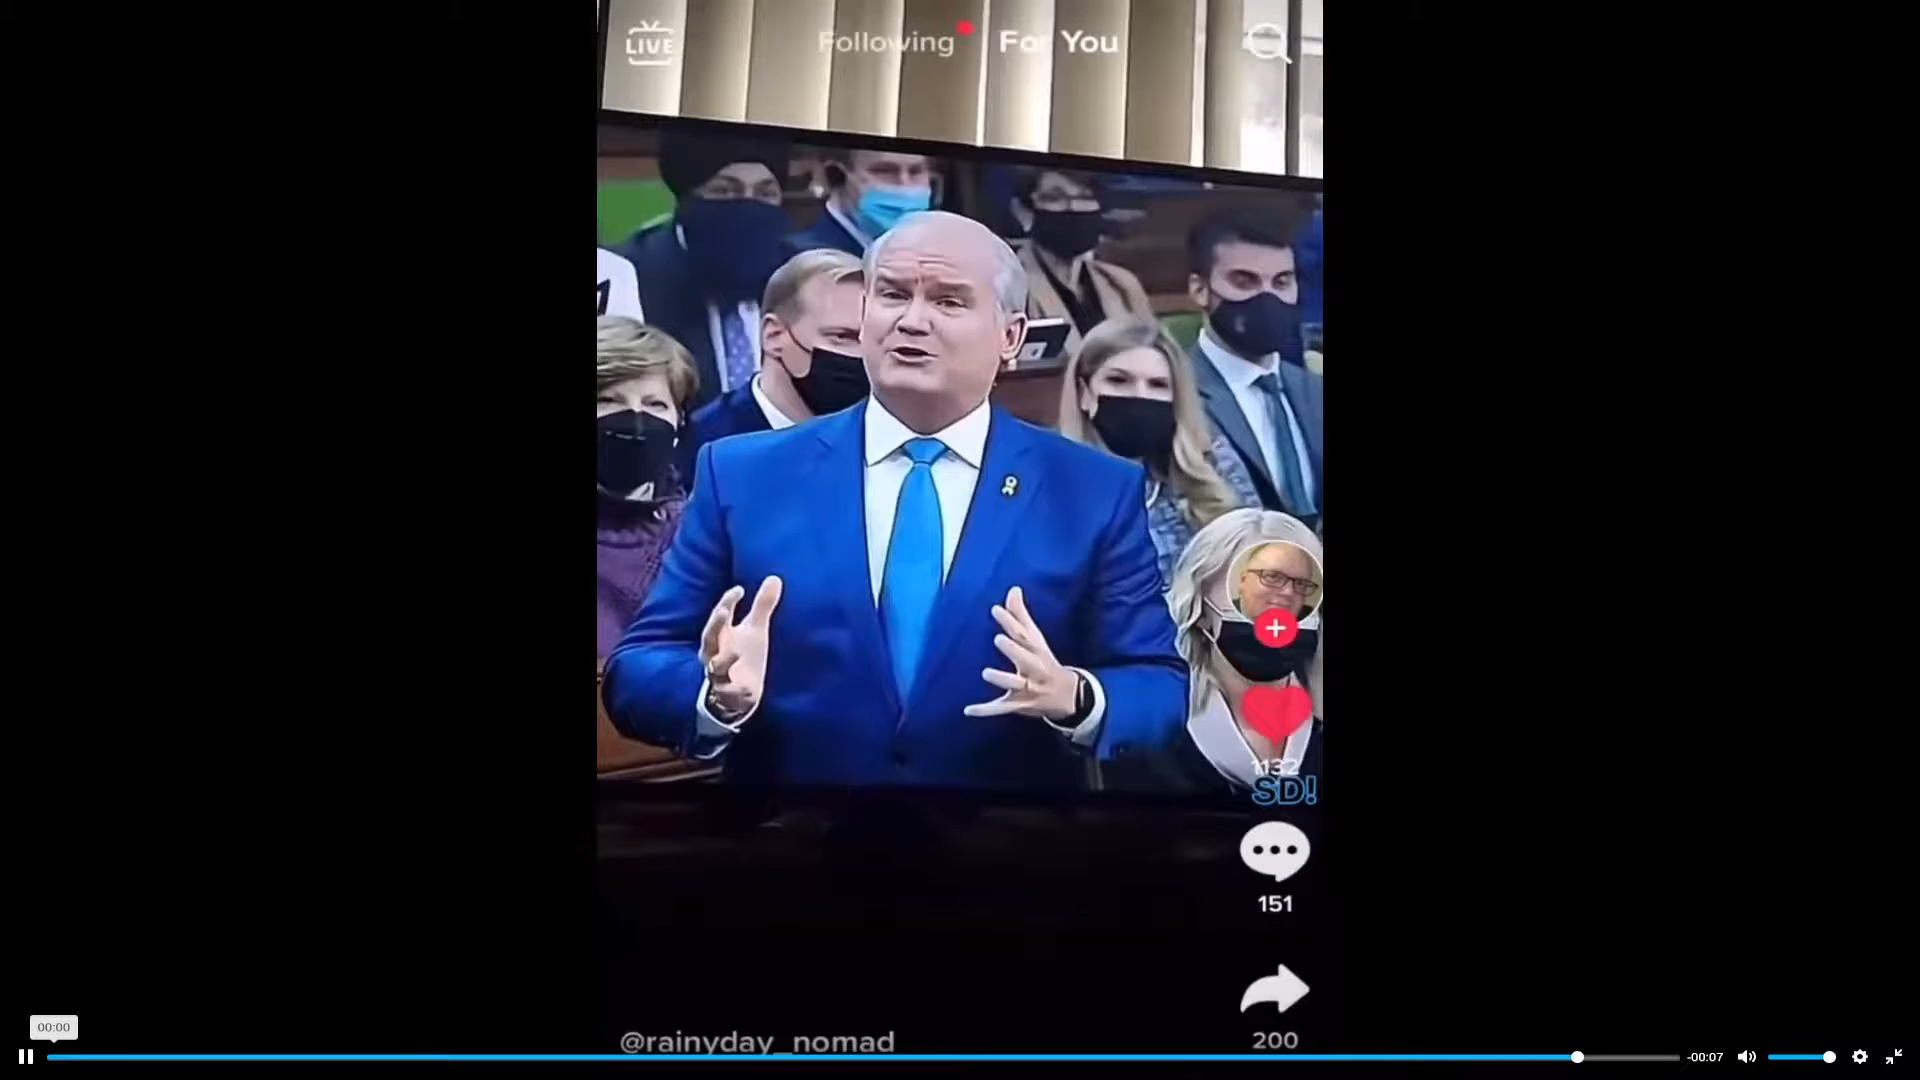 LIVE
Following
For You
1132
SD!
151
200
@rainyday_nomad
00:00
-00:07